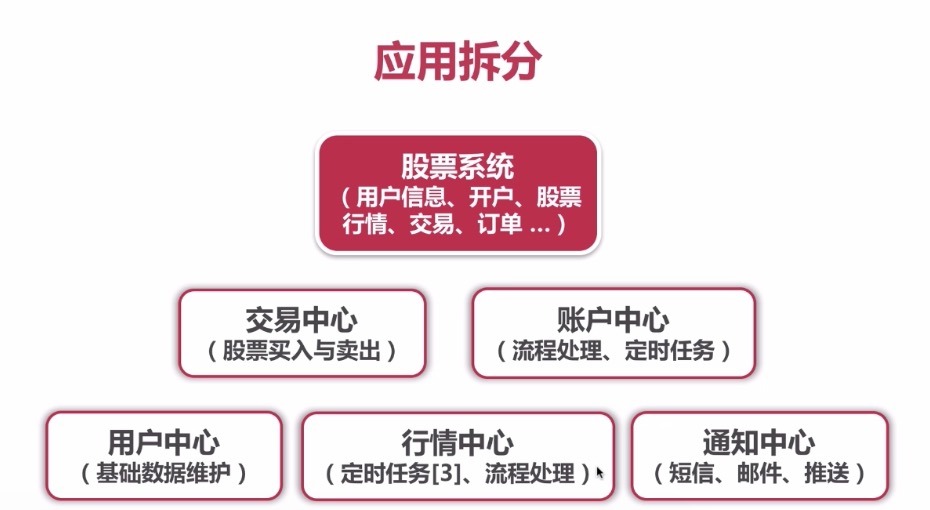 应用拆分
股票系统
（用户信息、开户、股票
行情、交易、订单 ...）
交易中心
（股票买入与卖出）
账户中心
（流程处理、定时任务）
用户中心
（基础数据维护）
行情中心
（定时任务[3]、流程处理）
通知中心
（短信、邮件、推送）